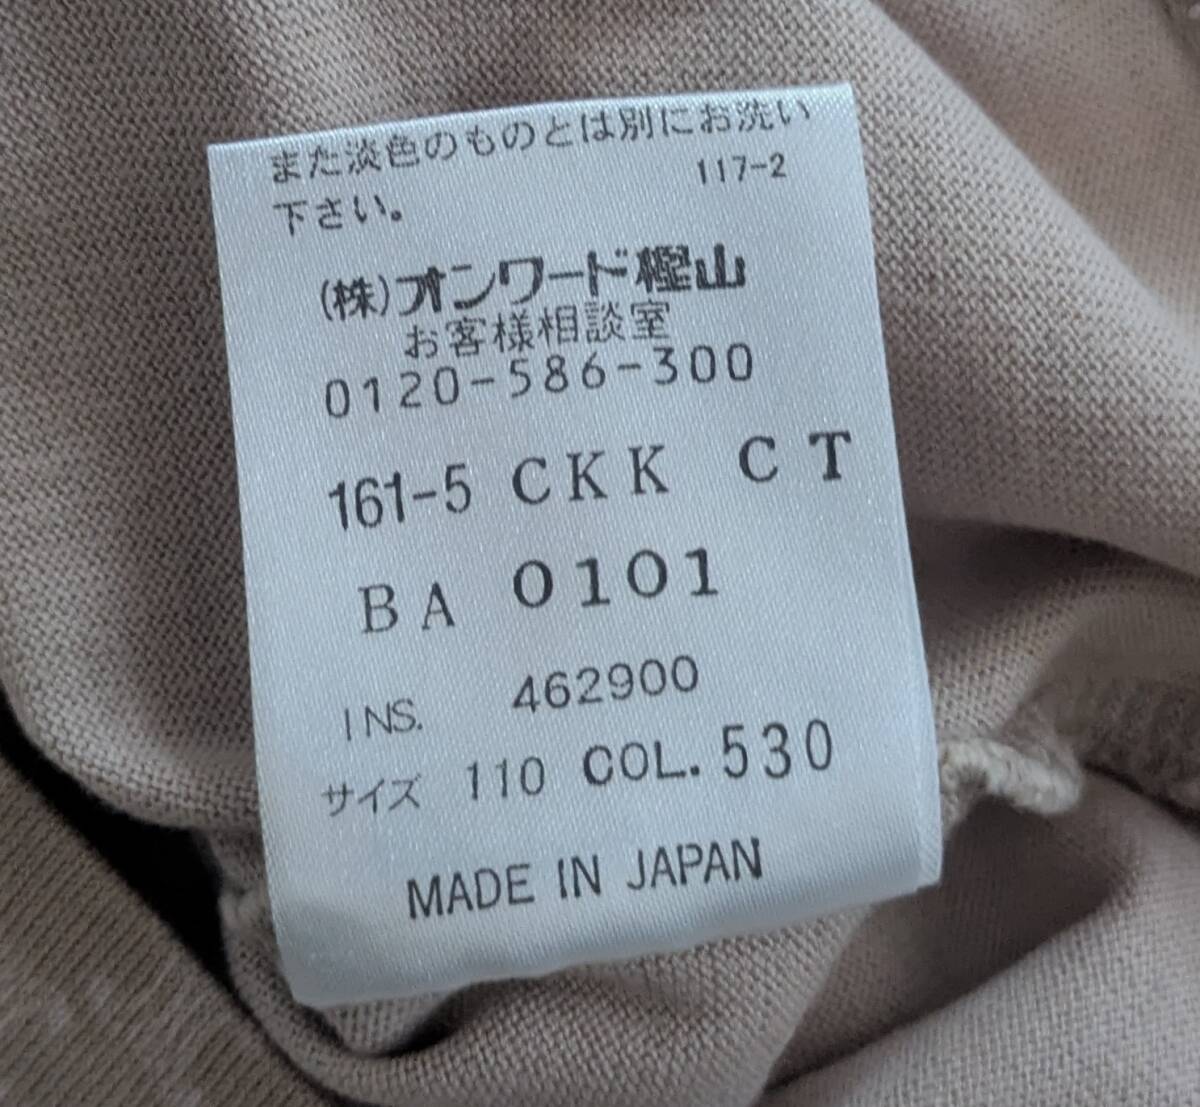 また淡色のものとは別にお洗い
下さい。 117-2
(株)オンワード樫山
お客様相談室
0120-586-300
161-5 CKK CT
BA 0101
INS. 462900
サイズ 110 COL. 530
MADE IN JAPAN